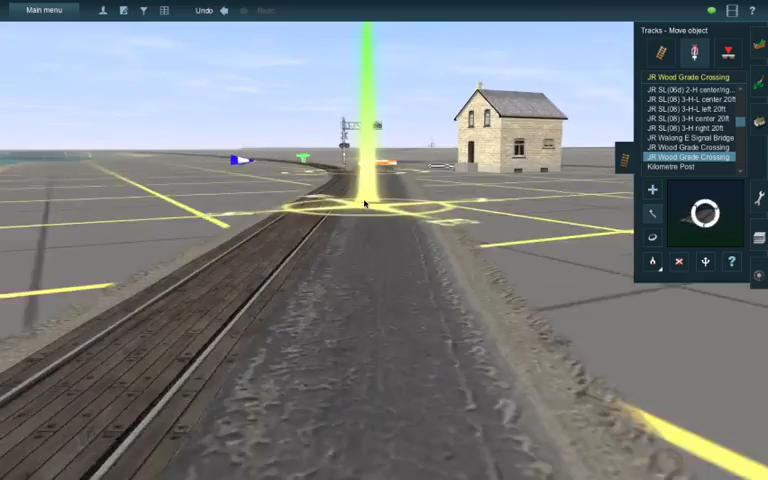 Main menu
Undo
Redo
Tracks - Move object
JR Wood Grade Crossing
JR SL(06d) 2-H center/rig...
JR SL(08) 3-H-L center 20ft
JR SL(08) 3-H-L left 20ft
JR SL(08) 3-H center 20ft
JR SL(08) 3-H right 20ft
JR Walong E Signal Bridge
JR Wood Grade Crossing
JR Wood Grade Crossing
Kilometre Post
?
?